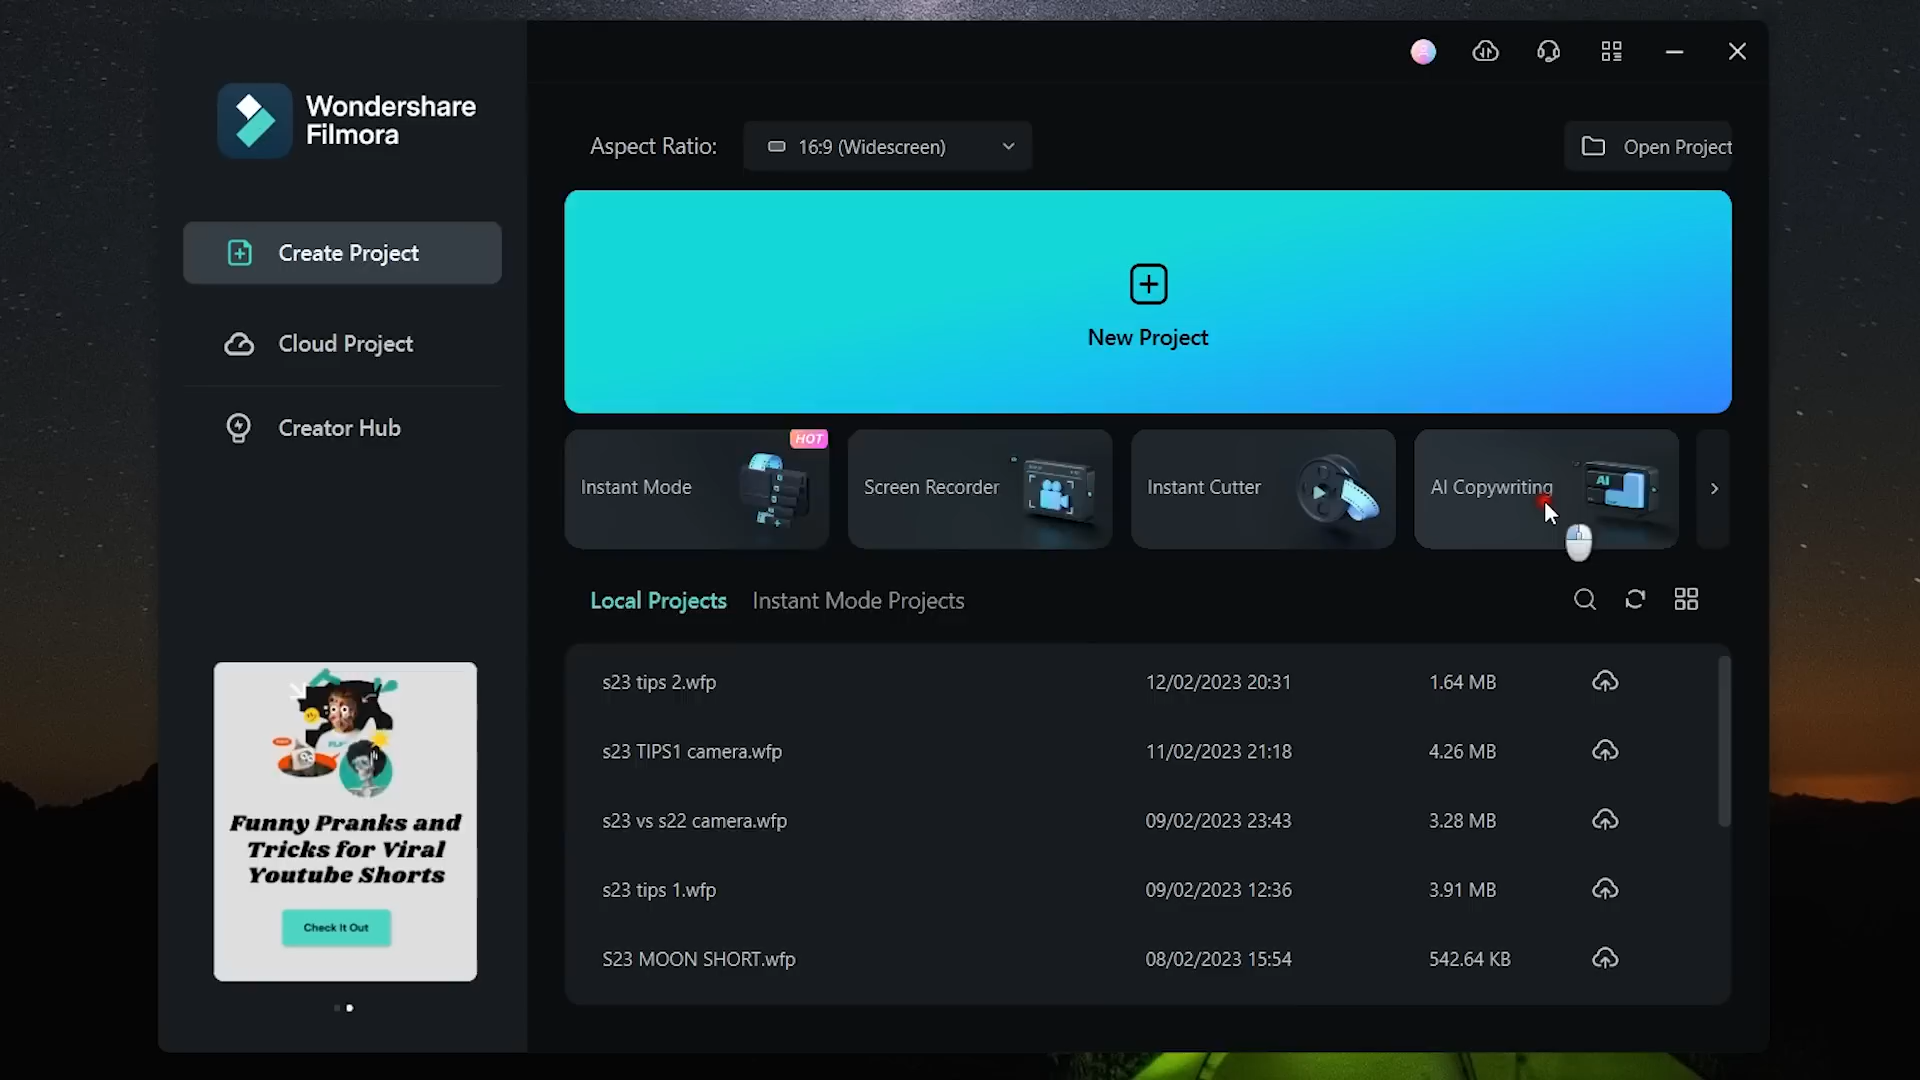 Wondershare
Filmora
Aspect Ratio:
16:9 (Widescreen)
Open Project
Create Project
Cloud Project
Creator Hub
New Project
Instant Mode
HOT
Screen Recorder
Instant Cutter
AI Copywriting
AI
Local Projects
Instant Mode Projects
s23 tips 2.wfp 12/02/2023 20:31 1.64 MB
s23 TIPS1 camera.wfp 11/02/2023 21:18 4.26 MB
s23 vs s22 camera.wfp 09/02/2023 23:43 3.28 MB
s23 tips 1.wfp 09/02/2023 12:36 3.91 MB
S23 MOON SHORT.wfp 08/02/2023 15:54 542.64 KB
Funny Pranks and
Tricks for Viral
Youtube Shorts
Check It Out